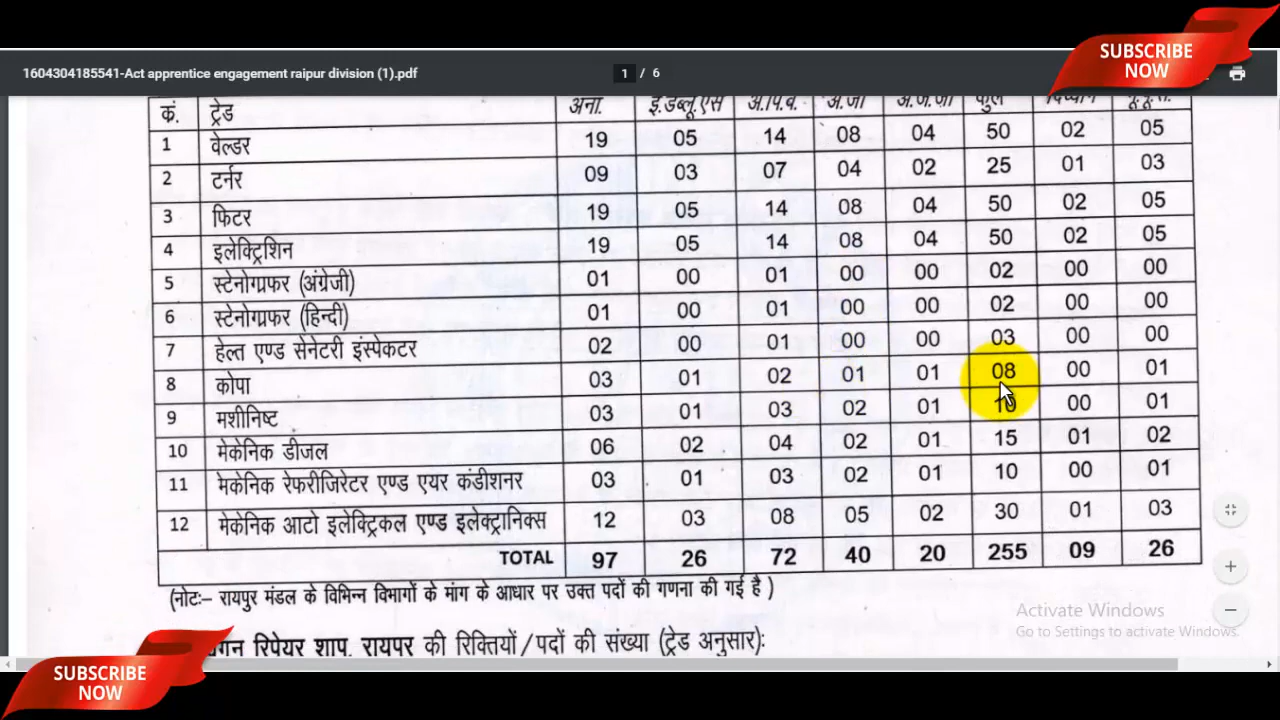 SUBSCRIBE
NOW
1604304185541-Act apprentice engagement raipur division (1).pdf 1 / 6
कं. ट्रेड अना. ई.डब्लू.एस अ.पि.व. अ.जा अ.ज.जा कुल
1 वेल्डर 19 05 14 08 04 50 02 05
2 टर्नर 09 03 07 04 02 25 01 03
3 फिटर 19 05 14 08 04 50 02 05
4 इलेक्ट्रिशिन 19 05 14 08 04 50 02 05
5 स्टेनोग्राफर (अंग्रेजी) 01 00 01 00 00 02 00 00
6 स्टेनोग्राफर (हिन्दी) 01 00 01 00 00 02 00 00
7 हेल्त एण्ड सेनेटरी इंस्पेकटर 02 00 01 00 00 03 00 00
8 कोपा 03 01 02 01 01 08 00 01
9 मशीनिष्ट 03 01 03 02 01 10 00 01
10 मेकेनिक डीजल 06 02 04 02 01 15 01 02
11 मेकेनिक रेफरीजिरेटर एण्ड एयर कंडीशनर 03 01 03 02 01 10 00 01
12 मेकेनिक आटो इलेक्ट्रिकल एण्ड इलेक्ट्रानिक्स 12 03 08 05 02 30 01 03
TOTAL 97 26 72 40 20 255 09 26
(नोटः- रायपुर मंडल के विभिन्न विभागों के मांग के आधार पर उक्त पदों की गणना की गई है )
Activate Windows
Go to Settings to activate Windows.
रिपेयर शाप, रायपर की रिक्तियों/पदों की संख्या (ट्रेड अनुसार):
SUBSCRIBE
NOW